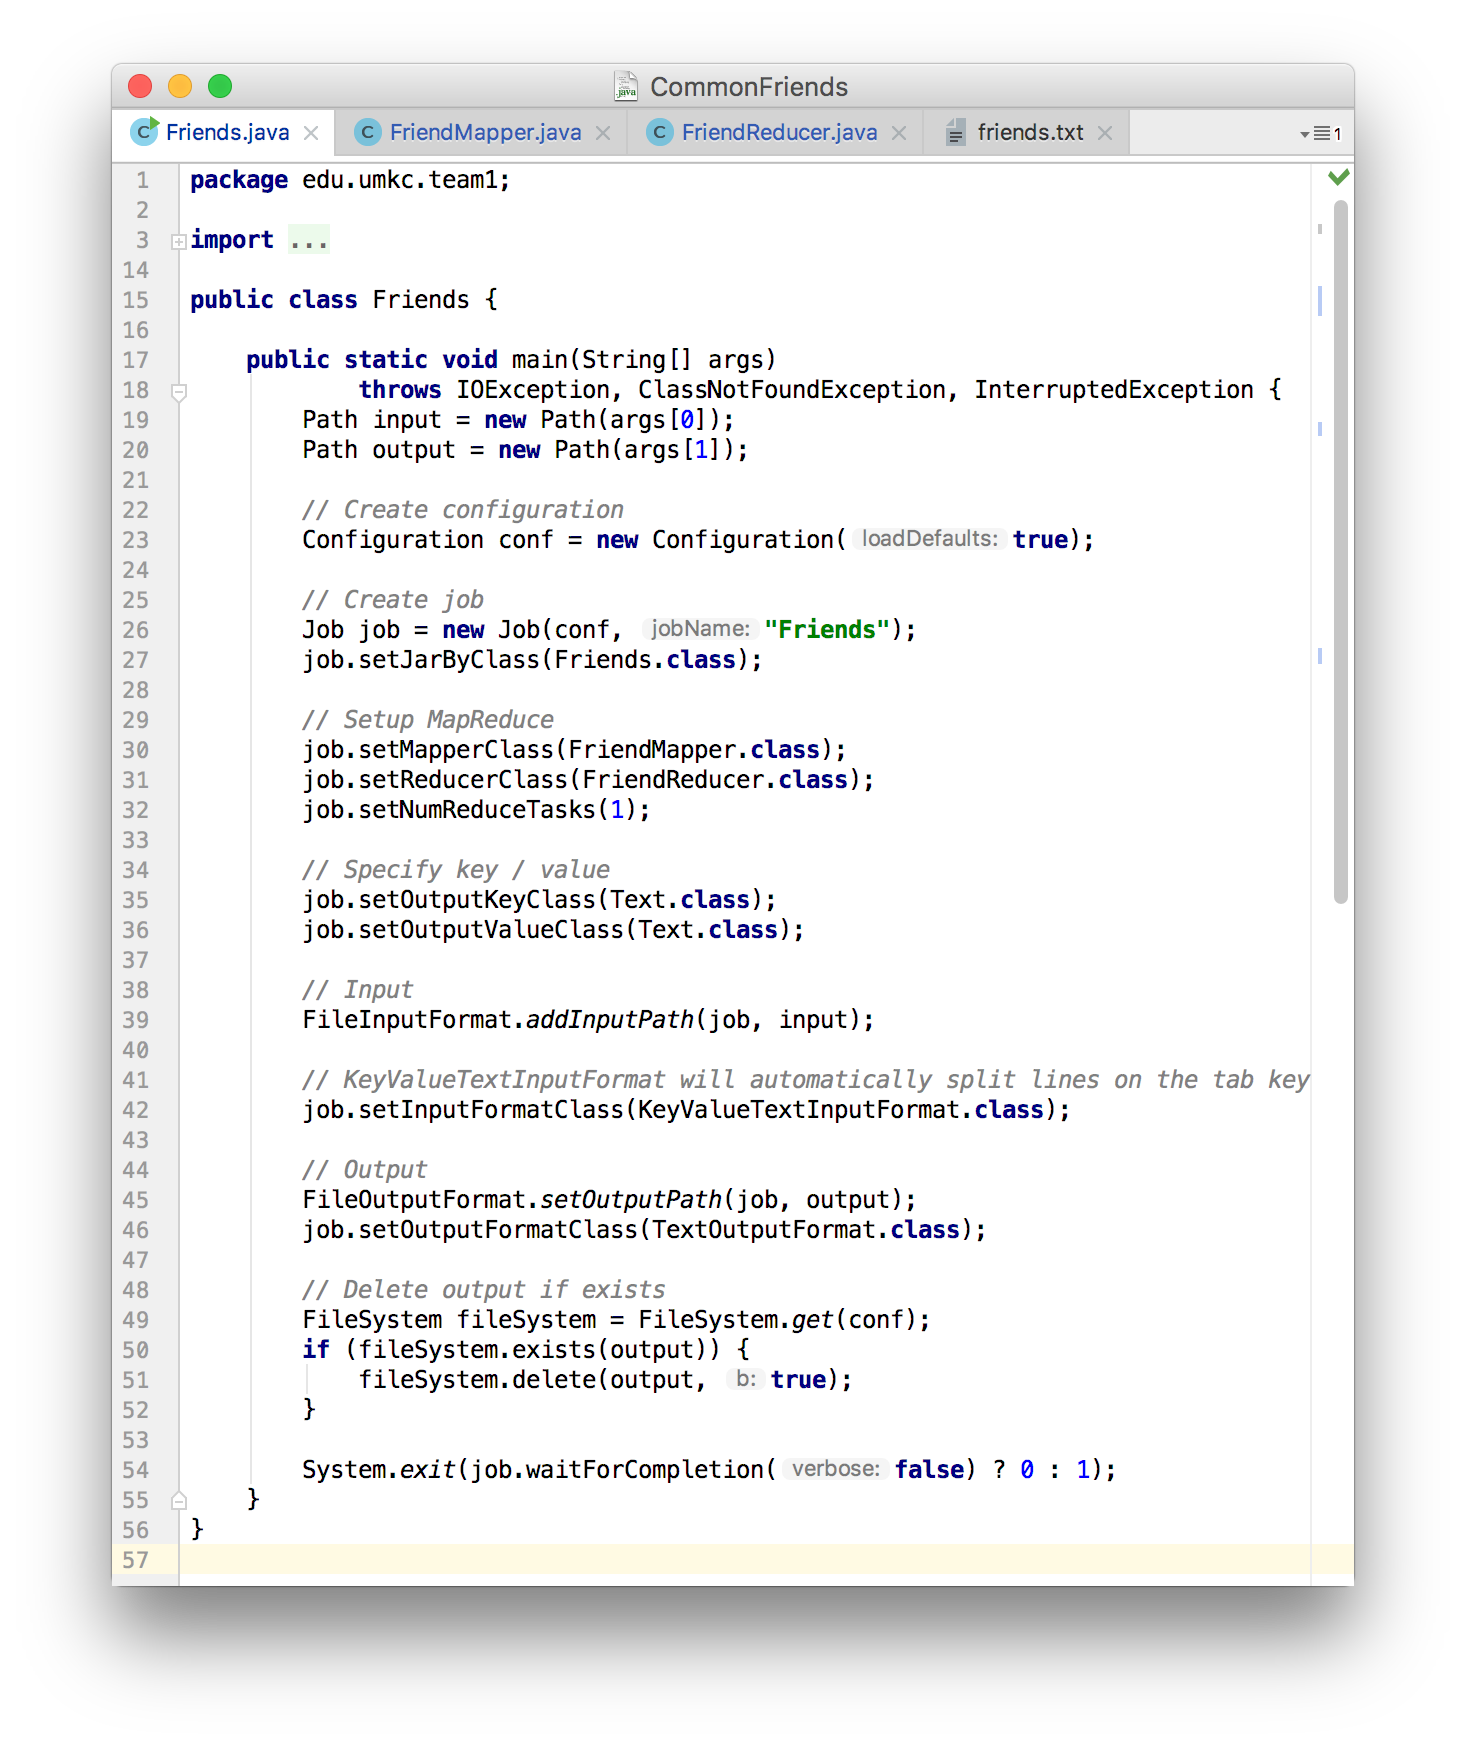 CommonFriends
Friends.java FriendMapper.java FriendReducer.java friends.txt 1
1 package edu.umkc.team1;
2
3 import ...
14
15 public class Friends {
16
17 public static void main(String[] args)
18 throws IOException, ClassNotFoundException, InterruptedException {
19 Path input = new Path(args[0]);
20 Path output = new Path(args[1]);
21
22 // Create configuration
23 Configuration conf = new Configuration( loadDefaults: true);
24
25 // Create job
26 Job job = new Job(conf, jobName: "Friends");
27 job.setJarByClass(Friends.class);
28
29 // Setup MapReduce
30 job.setMapperClass(FriendMapper.class);
31 job.setReducerClass(FriendReducer.class);
32 job.setNumReduceTasks(1);
33
34 // Specify key / value
35 job.setOutputKeyClass(Text.class);
36 job.setOutputValueClass(Text.class);
37
38 // Input
39 FileInputFormat.addInputPath(job, input);
40
41 // KeyValueTextInputFormat will automatically split lines on the tab key
42 job.setInputFormatClass(KeyValueTextInputFormat.class);
43
44 // Output
45 FileOutputFormat.setOutputPath(job, output);
46 job.setOutputFormatClass(TextOutputFormat.class);
47
48 // Delete output if exists
49 FileSystem fileSystem = FileSystem.get(conf);
50 if (fileSystem.exists(output)) {
51 fileSystem.delete(output, b: true);
52 }
53
54 System.exit(job.waitForCompletion( verbose: false) ? 0 : 1);
55 }
56 }
57